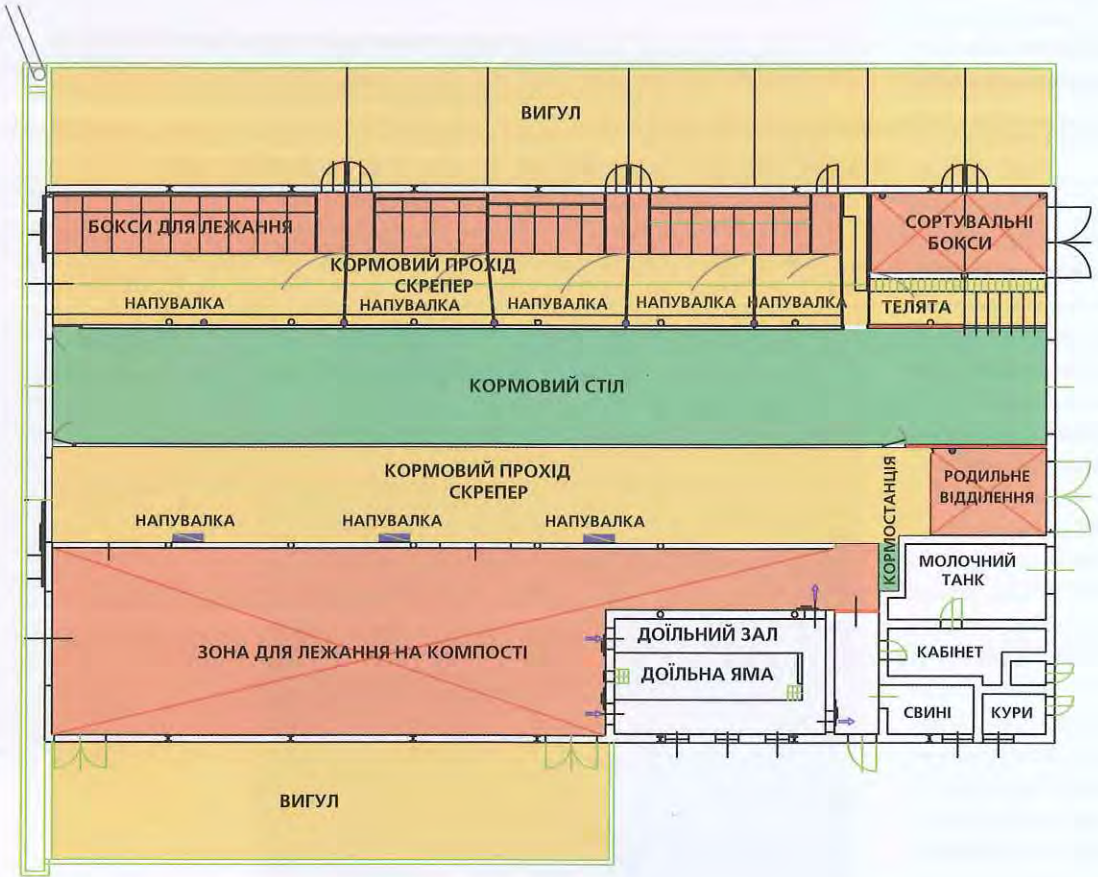 ВИГУЛ
БОКСИ ДЛЯ ЛЕЖАННЯ
СОРТУВАЛЬНІ
БОКСИ
КОРМОВИЙ ПРОХІД
СКРЕПЕР
НАПУВАЛКА
НАПУВАЛКА
НАПУВАЛКА
НАПУВАЛКА
НАПУВАЛКА
ТЕЛЯТА
КОРМОВИЙ СТІЛ
КОРМОВИЙ ПРОХІД
СКРЕПЕР
НАПУВАЛКА
НАПУВАЛКА
НАПУВАЛКА
КОРМОСТАНЦІЯ
РОДИЛЬНЕ
ВІДДІЛЕННЯ
МОЛОЧНИЙ
ТАНК
ЗОНА ДЛЯ ЛЕЖАННЯ НА КОМПОСТІ
ДОЇЛЬНИЙ ЗАЛ
ДОЇЛЬНА ЯМА
КАБІНЕТ
СВИНІ
КУРИ
ВИГУЛ